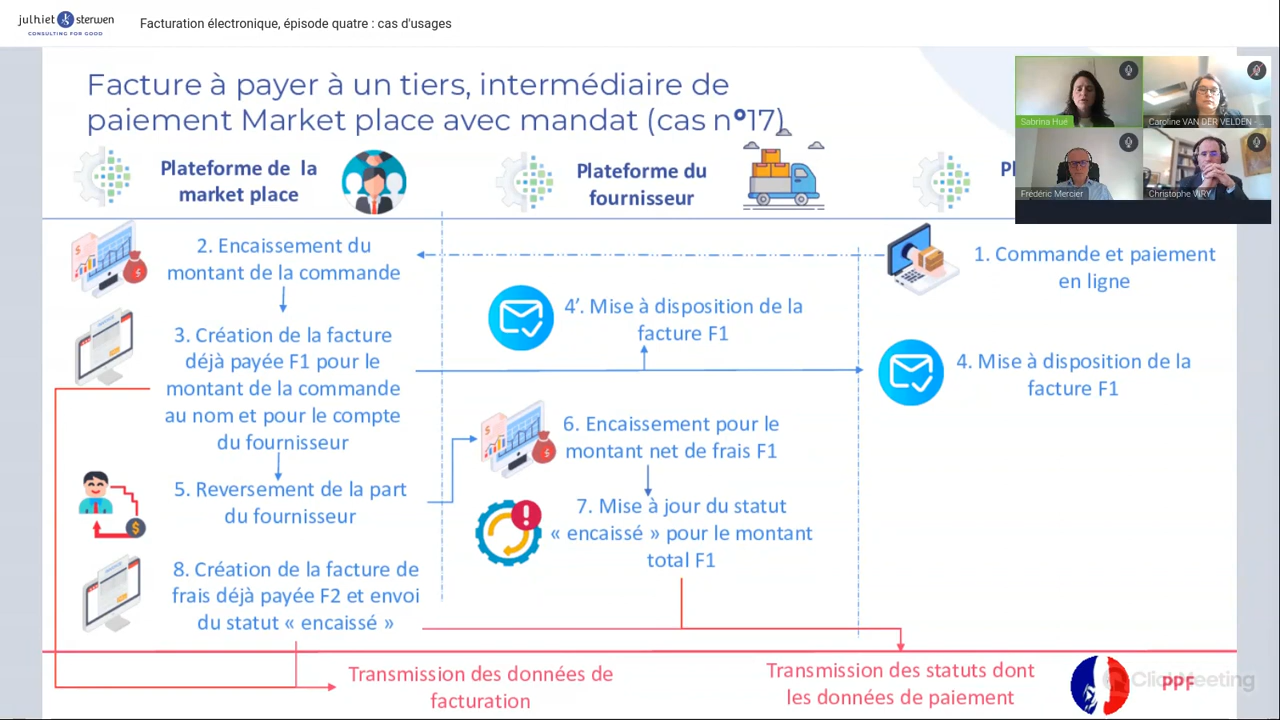 julhiet sterwen
CONSULTING FOR GOOD
Facturation électronique, épisode quatre : cas d'usages
Facture à payer à un tiers, intermédiaire de
paiement Market place avec mandat (cas n°17)
Sabrina Hué
Caroline VAN DER VELDEN -...
Frédéric Mercier
Christophe VIRY
Plateforme de la
market place
Plateforme du
fournisseur
Pl
2. Encaissement du
montant de la commande
1. Commande et paiement
en ligne
4’. Mise à disposition de la
facture F1
3. Création de la facture
déjà payée F1 pour le
montant de la commande
au nom et pour le compte
du fournisseur
4. Mise à disposition de la
facture F1
6. Encaissement pour le
montant net de frais F1
5. Reversement de la part
du fournisseur
7. Mise à jour du statut
« encaissé » pour le montant
total F1
8. Création de la facture de
frais déjà payée F2 et envoi
du statut « encaissé »
Transmission des données de
facturation
Transmission des statuts dont
les données de paiement
PPF
ClickMeeting